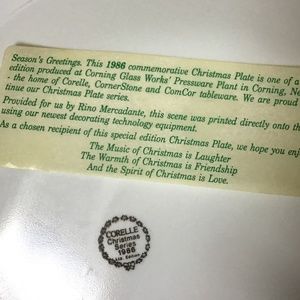 Season's Greetings. This 1986 commemorative Christmas Plate is one of a
edition produced at Corning Glass Works' Pressware Plant in Corning, Ne
- the home of Corelle, CornerStone and ComCor tableware. We are proud
tinue our Christmas Plate series.
Provided for us by Rino Mercadante, this scene was printed directly onto th
using our newest decorating technology equipment.
As a chosen recipient of this special edition Christmas Plate, we hope you enj
The Music of Christmas is Laughter
The Warmth of Christmas is Friendship
And the Spirit of Christmas is Love.
CORELLE
Christmas
Series
1986
Ltd. Edition